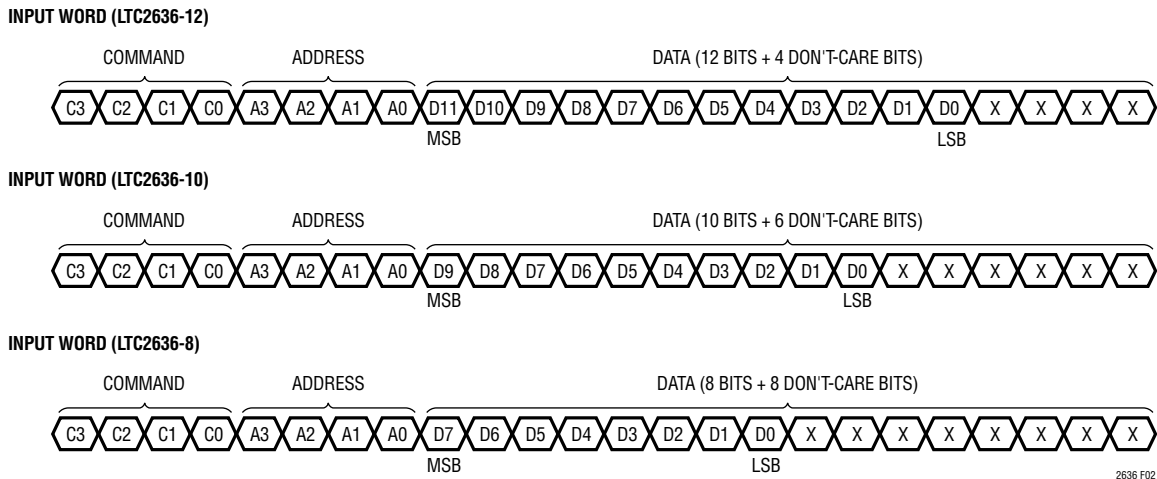 INPUT WORD (LTC2636-12)
COMMAND ADDRESS DATA (12 BITS + 4 DON'T-CARE BITS)
C3 C2 C1 C0 A3 A2 A1 A0 D11 D10 D9 D8 D7 D6 D5 D4 D3 D2 D1 D0 X X X X
MSB LSB
INPUT WORD (LTC2636-10)
COMMAND ADDRESS DATA (10 BITS + 6 DON'T-CARE BITS)
C3 C2 C1 C0 A3 A2 A1 A0 D9 D8 D7 D6 D5 D4 D3 D2 D1 D0 X X X X X X
MSB LSB
INPUT WORD (LTC2636-8)
COMMAND ADDRESS DATA (8 BITS + 8 DON'T-CARE BITS)
C3 C2 C1 C0 A3 A2 A1 A0 D7 D6 D5 D4 D3 D2 D1 D0 X X X X X X X X
MSB LSB
2636 F02